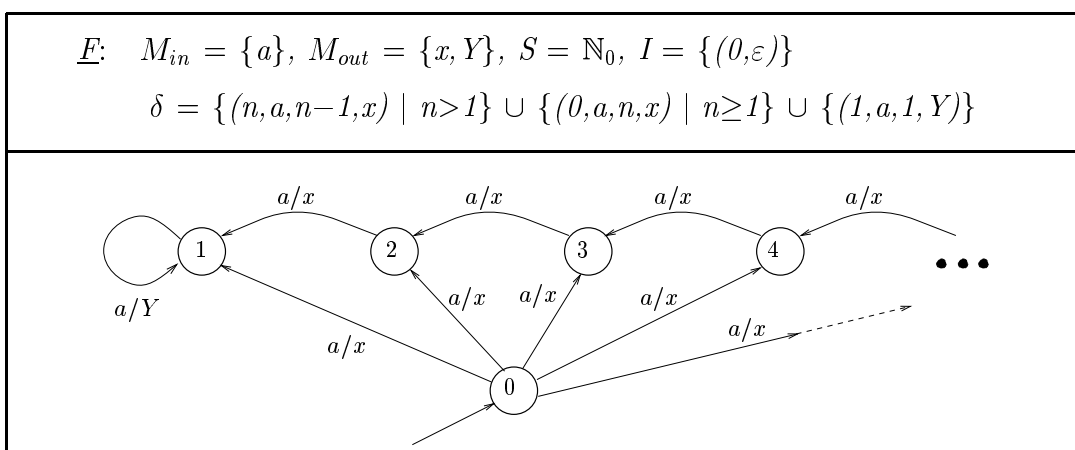 F: M_in = {a}, M_out = {x, Y}, S = ℕ₀, I = {(0,ε)}
δ = {(n,a,n−1,x) | n>1} ∪ {(0,a,n,x) | n≥1} ∪ {(1,a,1,Y)}
a/x a/x a/x a/x
1 2 3 4
a/Y a/x a/x a/x
a/x a/x
0